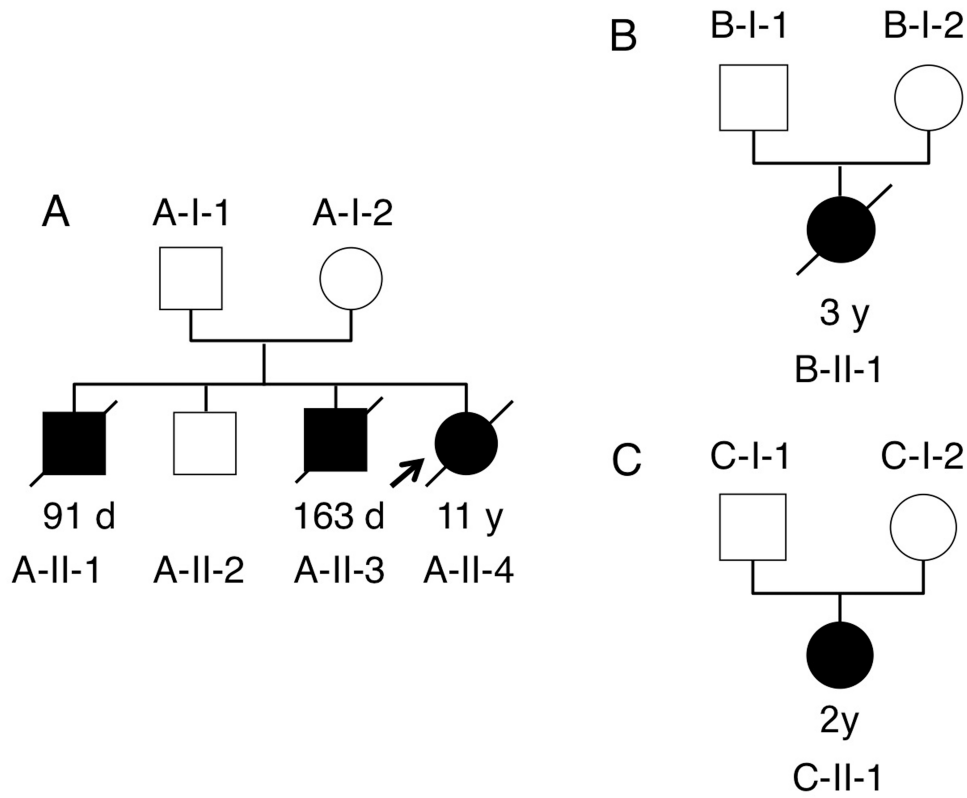 A
A-I-1 A-I-2
91 d 163 d 11 y
A-II-1 A-II-2 A-II-3 A-II-4
B
B-I-1 B-I-2
3 y
B-II-1
C
C-I-1 C-I-2
2y
C-II-1